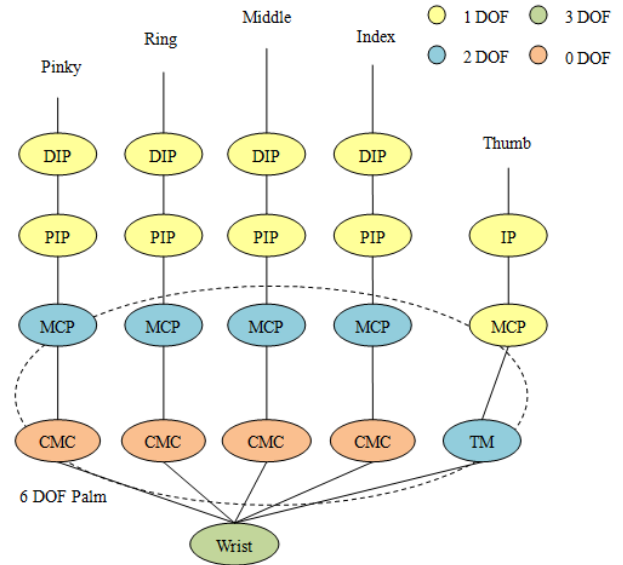 1 DOF
3 DOF
2 DOF
0 DOF
Pinky
Ring
Middle
Index
Thumb
DIP
DIP
DIP
DIP
PIP
PIP
PIP
PIP
IP
MCP
MCP
MCP
MCP
MCP
CMC
CMC
CMC
CMC
TM
6 DOF Palm
Wrist